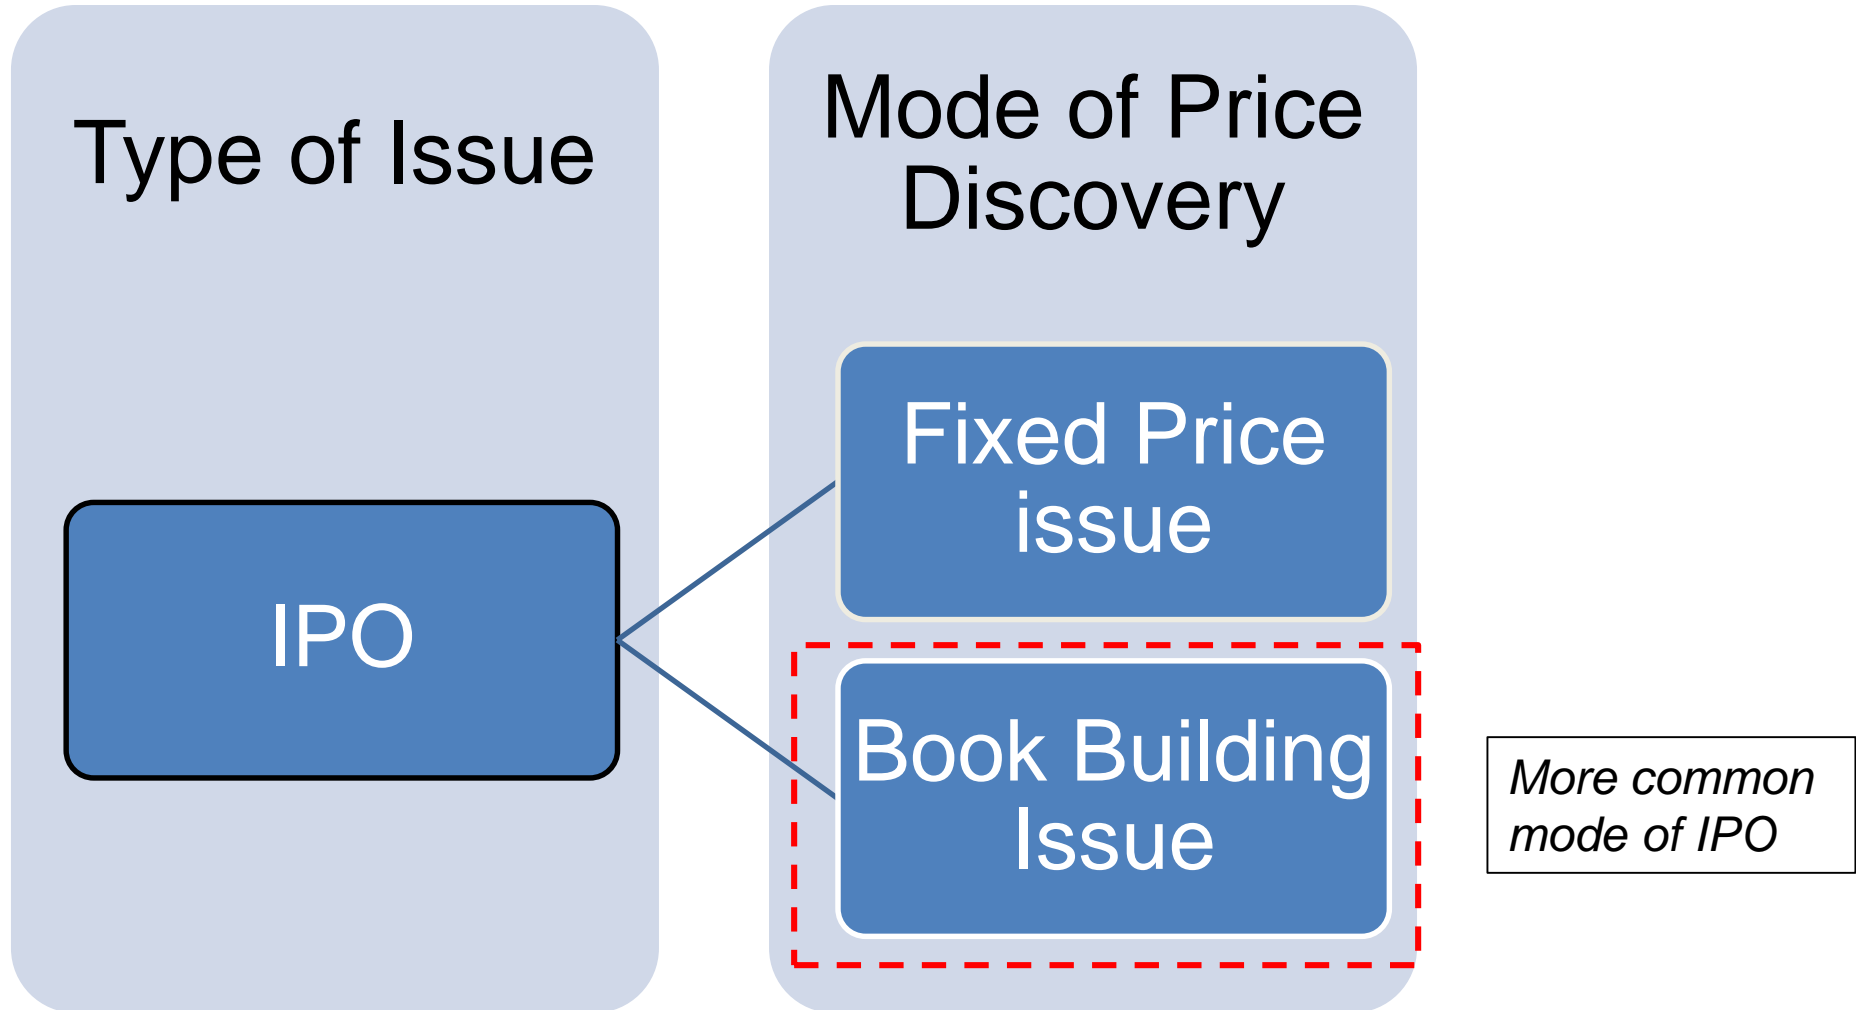 Type of Issue
IPO
Mode of Price
Discovery
Fixed Price
issue
Book Building
Issue
More common
mode of IPO